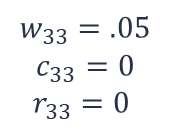 w₃₃ = .05
c₃₃ = 0
r₃₃ = 0